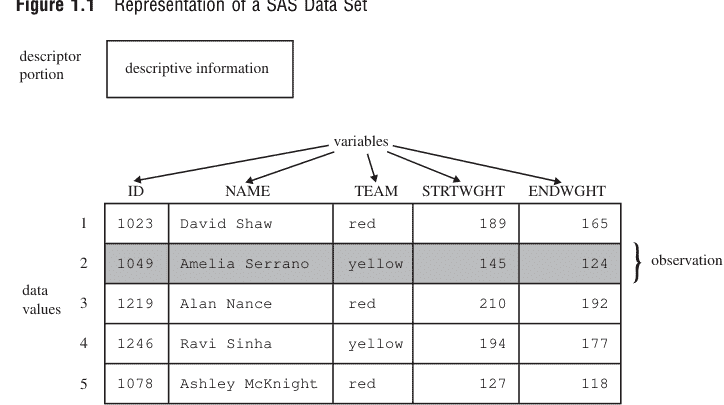 Figure 1.1 Representation of a SAS Data Set
descriptor
portion
descriptive information
variables
ID NAME TEAM STRTWGHT ENDWGHT
1 1023 David Shaw red 189 165
2 1049 Amelia Serrano yellow 145 124 } observation
data
values
3 1219 Alan Nance red 210 192
4 1246 Ravi Sinha yellow 194 177
5 1078 Ashley McKnight red 127 118